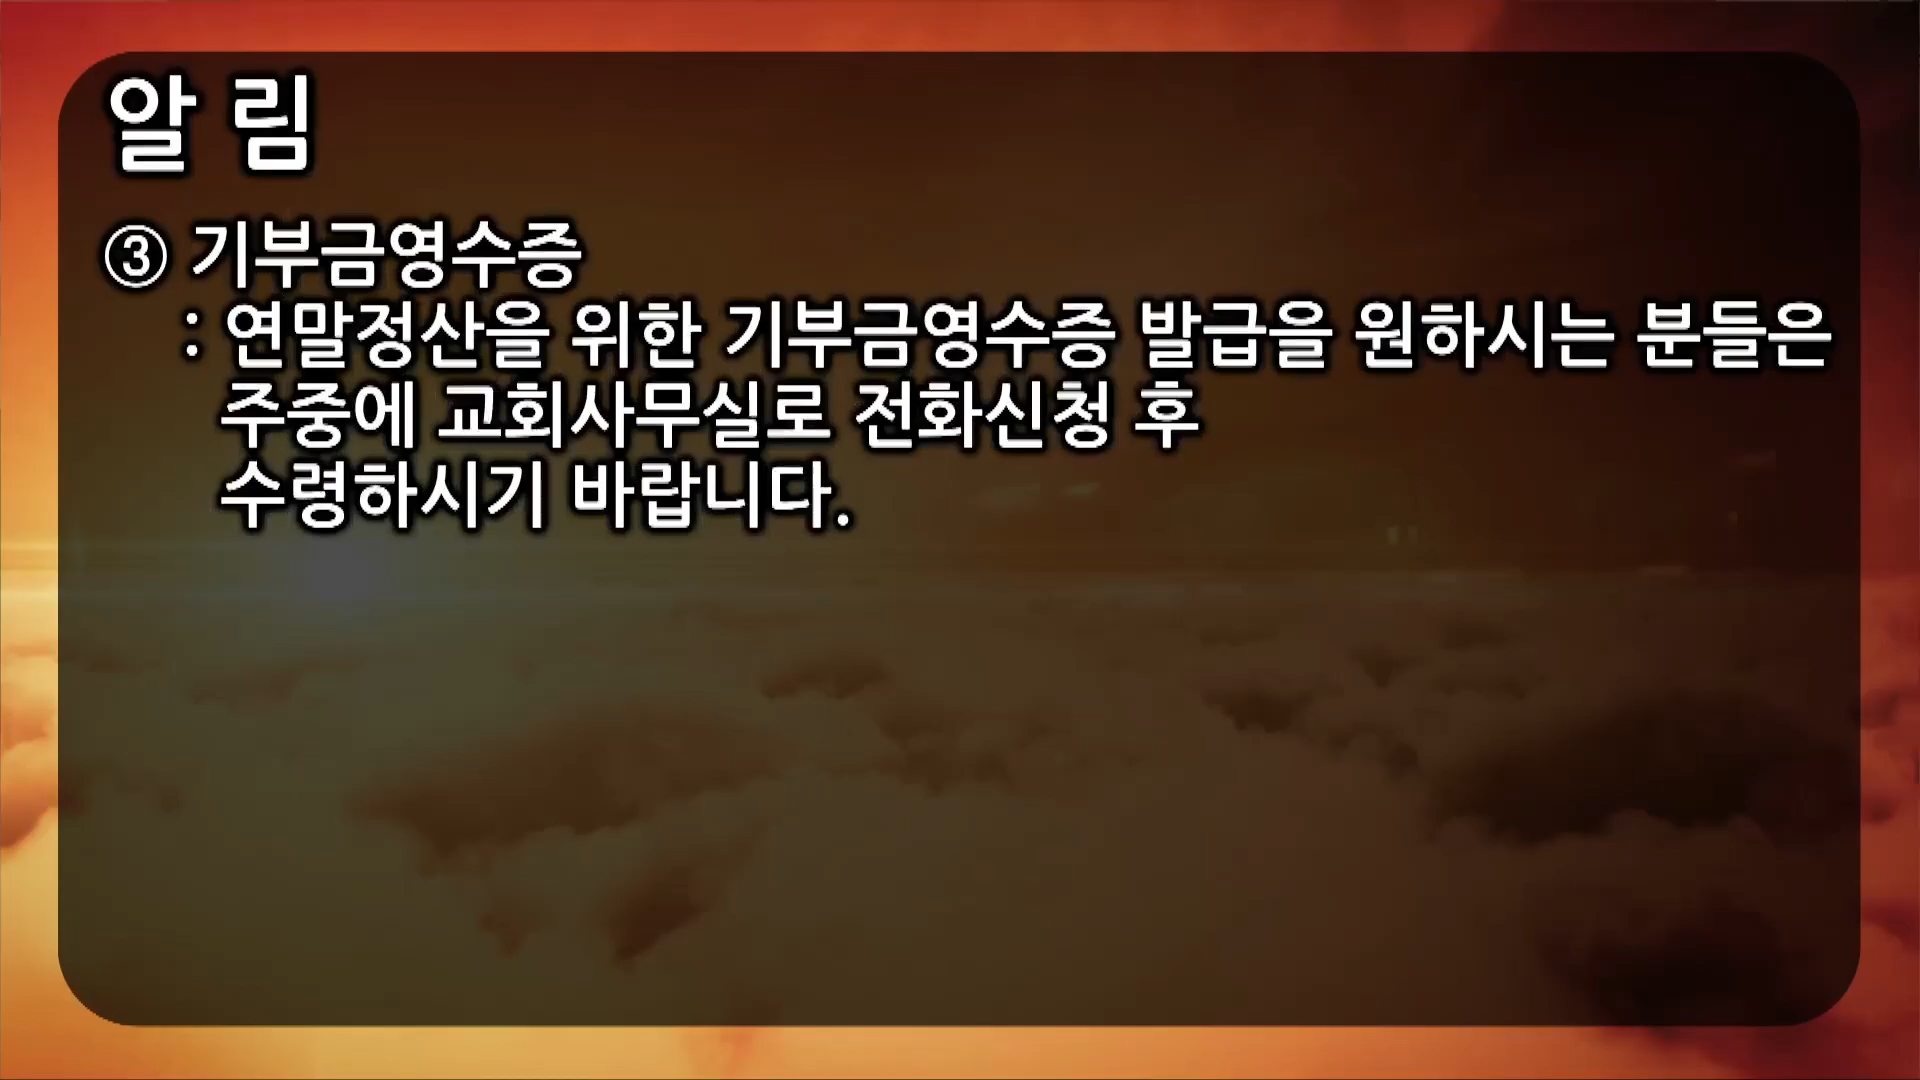 알 림
③ 기부금영수증
: 연말정산을 위한 기부금영수증 발급을 원하시는 분들은
주중에 교회사무실로 전화신청 후
수령하시기 바랍니다.